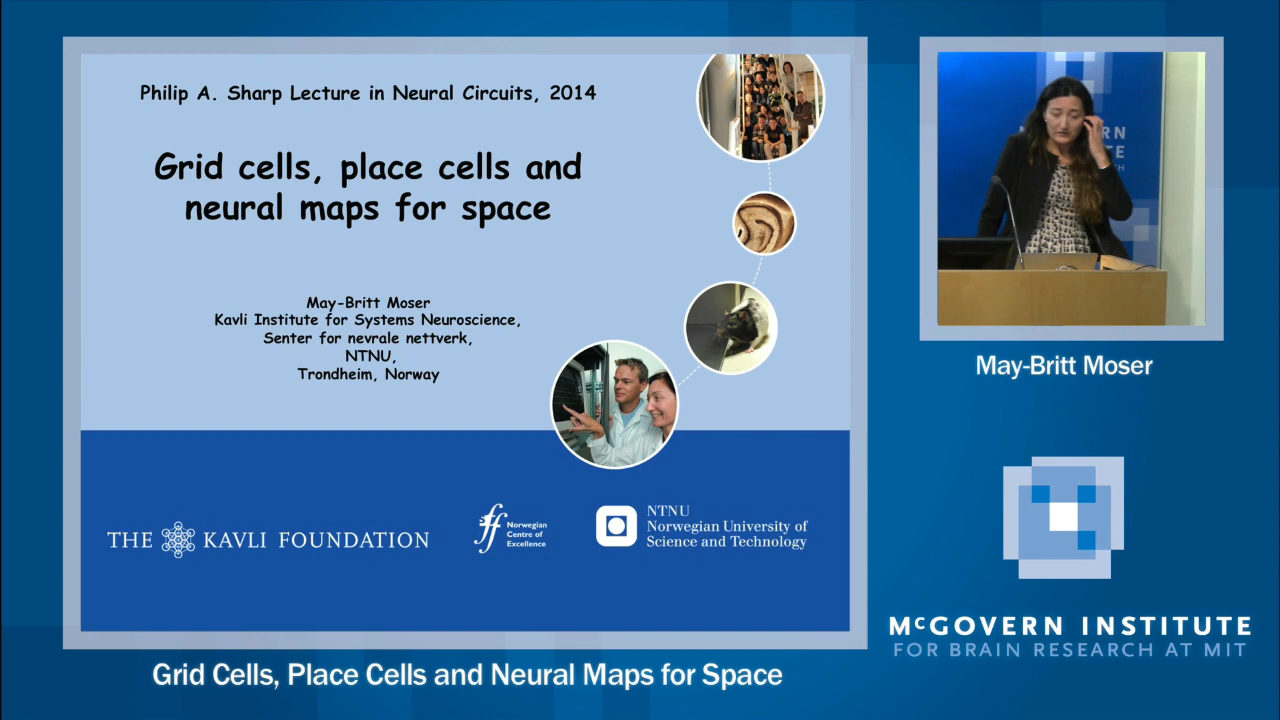 Philip A. Sharp Lecture in Neural Circuits, 2014
Grid cells, place cells and
neural maps for space
May-Britt Moser
Kavli Institute for Systems Neuroscience,
Senter for nevrale nettverk,
NTNU,
Trondheim, Norway
THE KAVLI FOUNDATION
ff
Norwegian
Centre of
Excellence
NTNU
Norwegian University of
Science and Technology
Grid Cells, Place Cells and Neural Maps for Space
May-Britt Moser
McGOVERN INSTITUTE
FOR BRAIN RESEARCH AT MIT